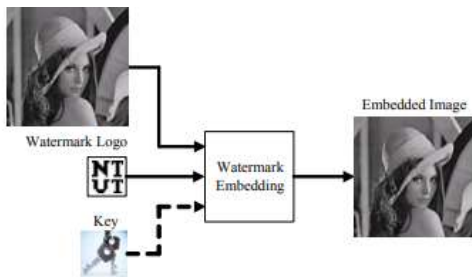 Watermark Logo
NT
UT
Key
Watermark
Embedding
Embedded Image